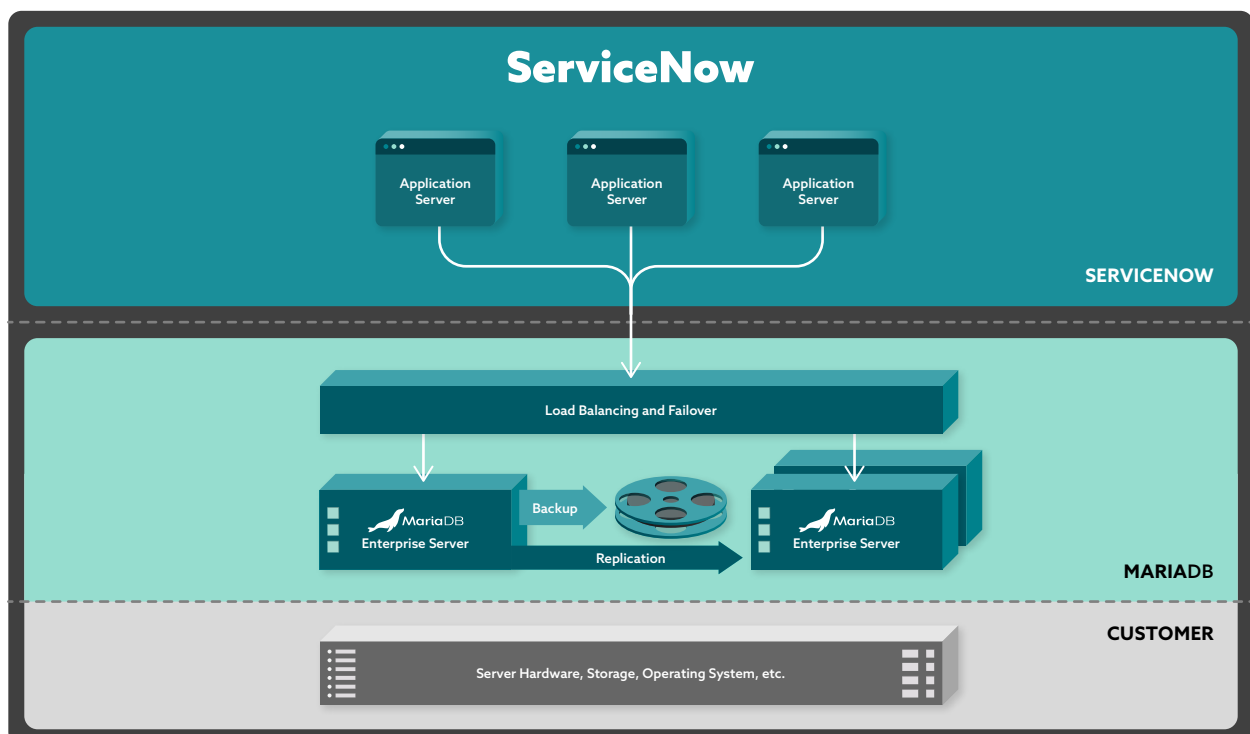 ServiceNow
Application
Server
Application
Server
Application
Server
SERVICENOW
Load Balancing and Failover
MariaDB
Enterprise Server
Backup
Replication
MariaDB
Enterprise Server
MARIADB
CUSTOMER
Server Hardware, Storage, Operating System, etc.